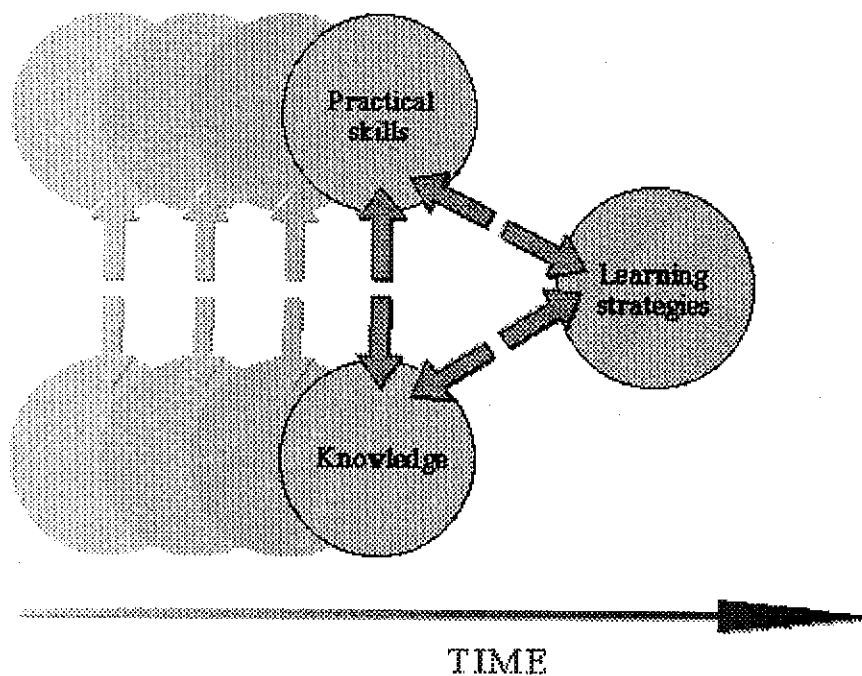 Practical
skills
Learning
strategies
Knowledge
TIME